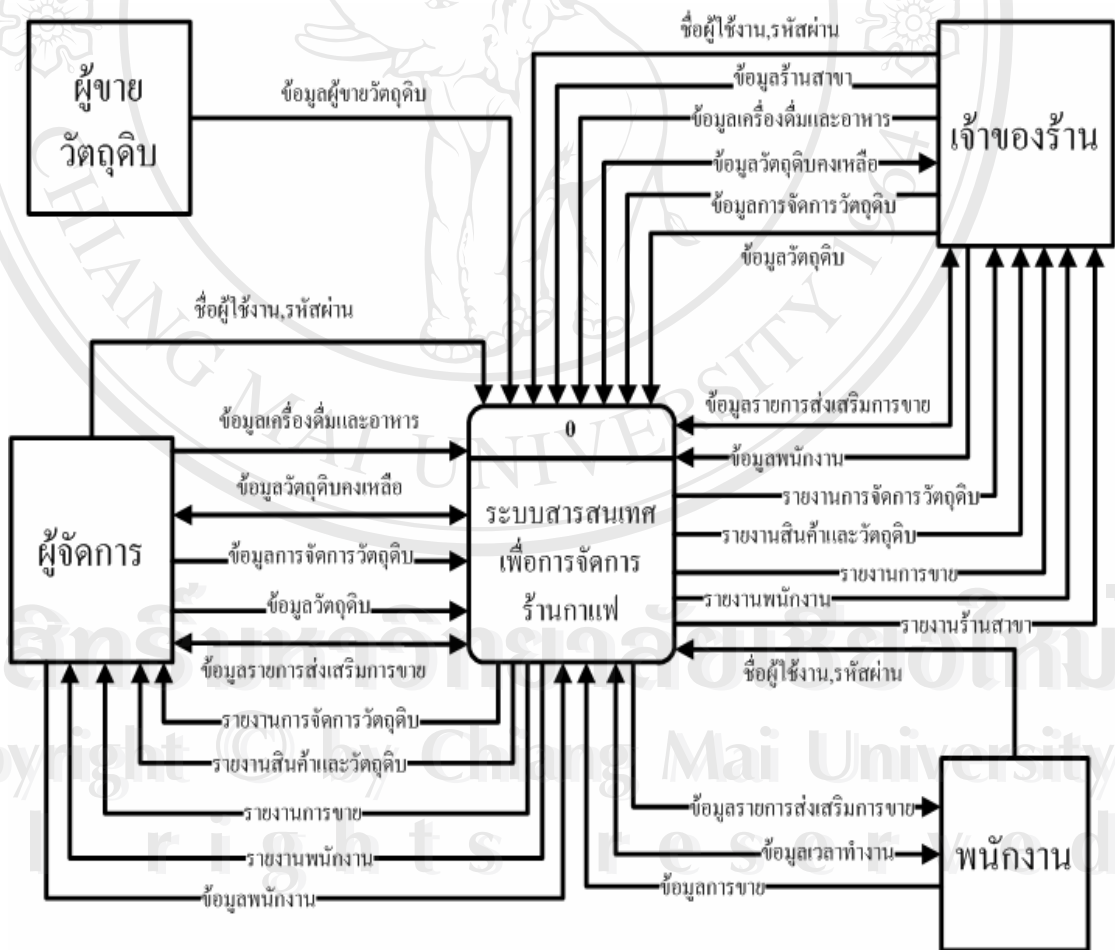 ผู้ขาย
วัตถุดิบ
ข้อมูลผู้ขายวัตถุดิบ
ชื่อผู้ใช้งาน,รหัสผ่าน
ข้อมูลร้านสาขา
ข้อมูลเครื่องดื่มและอาหาร
ข้อมูลวัตถุดิบคงเหลือ
ข้อมูลการจัดการวัตถุดิบ
ข้อมูลวัตถุดิบ
เจ้าของร้าน
ชื่อผู้ใช้งาน,รหัสผ่าน
ข้อมูลเครื่องดื่มและอาหาร
ข้อมูลวัตถุดิบคงเหลือ
ข้อมูลการจัดการวัตถุดิบ
ข้อมูลวัตถุดิบ
ข้อมูลรายการส่งเสริมการขาย
ผู้จัดการ
0
ระบบสารสนเทศ
เพื่อการจัดการ
ร้านกาแฟ
ข้อมูลรายการส่งเสริมการขาย
ข้อมูลพนักงาน
รายงานการจัดการวัตถุดิบ
รายงานสินค้าและวัตถุดิบ
รายงานการขาย
รายงานพนักงาน
รายงานร้านสาขา
ชื่อผู้ใช้งาน,รหัสผ่าน
รายงานการจัดการวัตถุดิบ
รายงานสินค้าและวัตถุดิบ
รายงานการขาย
รายงานพนักงาน
ข้อมูลพนักงาน
ข้อมูลรายการส่งเสริมการขาย
ข้อมูลเวลาทำงาน
ข้อมูลการขาย
พนักงาน
CHIANG MAI UNIVERSITY 1964
yright © by Chiang Mai University
l rights reserved